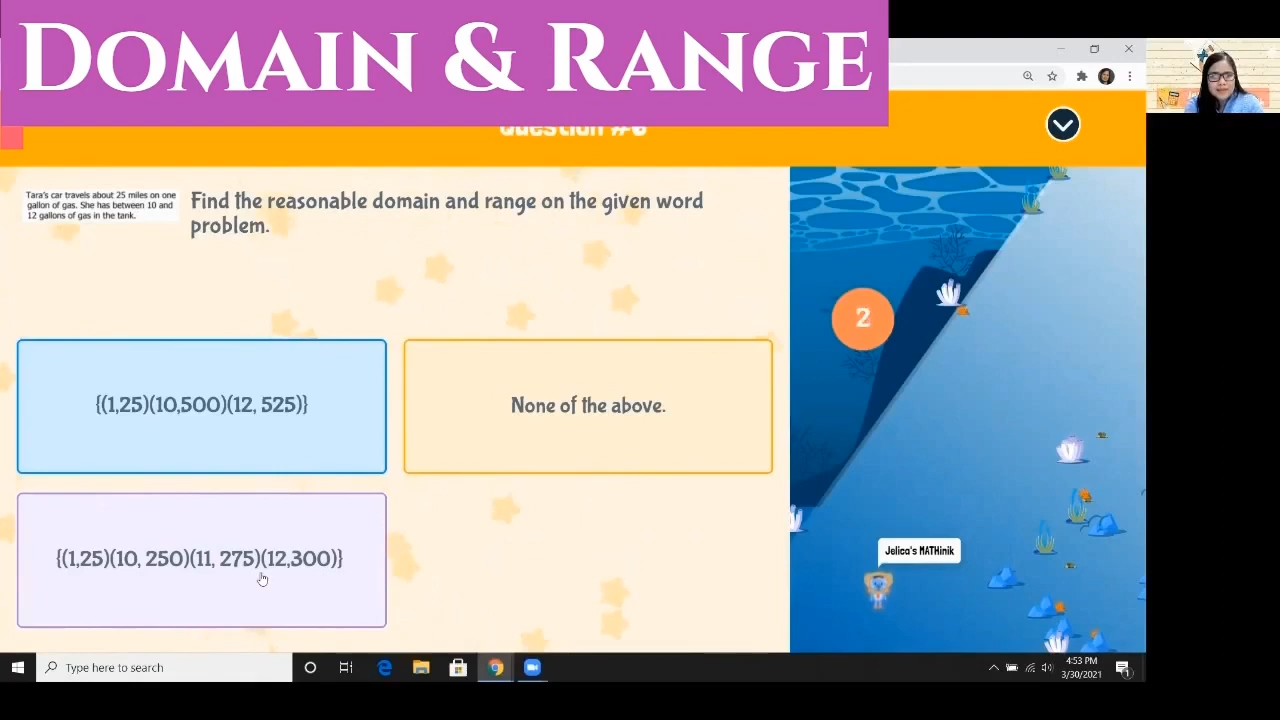 DOMAIN & RANGE
Question #6
Tara's car travels about 25 miles on one
gallon of gas. She has between 10 and
12 gallons of gas in the tank.
Find the reasonable domain and range on the given word
problem.
2
{(1,25)(10,500)(12, 525)}
None of the above.
{(1,25)(10, 250)(11, 275)(12,300)}
Jelica's MATHinik
Type here to search
4:53 PM
3/30/2021
1